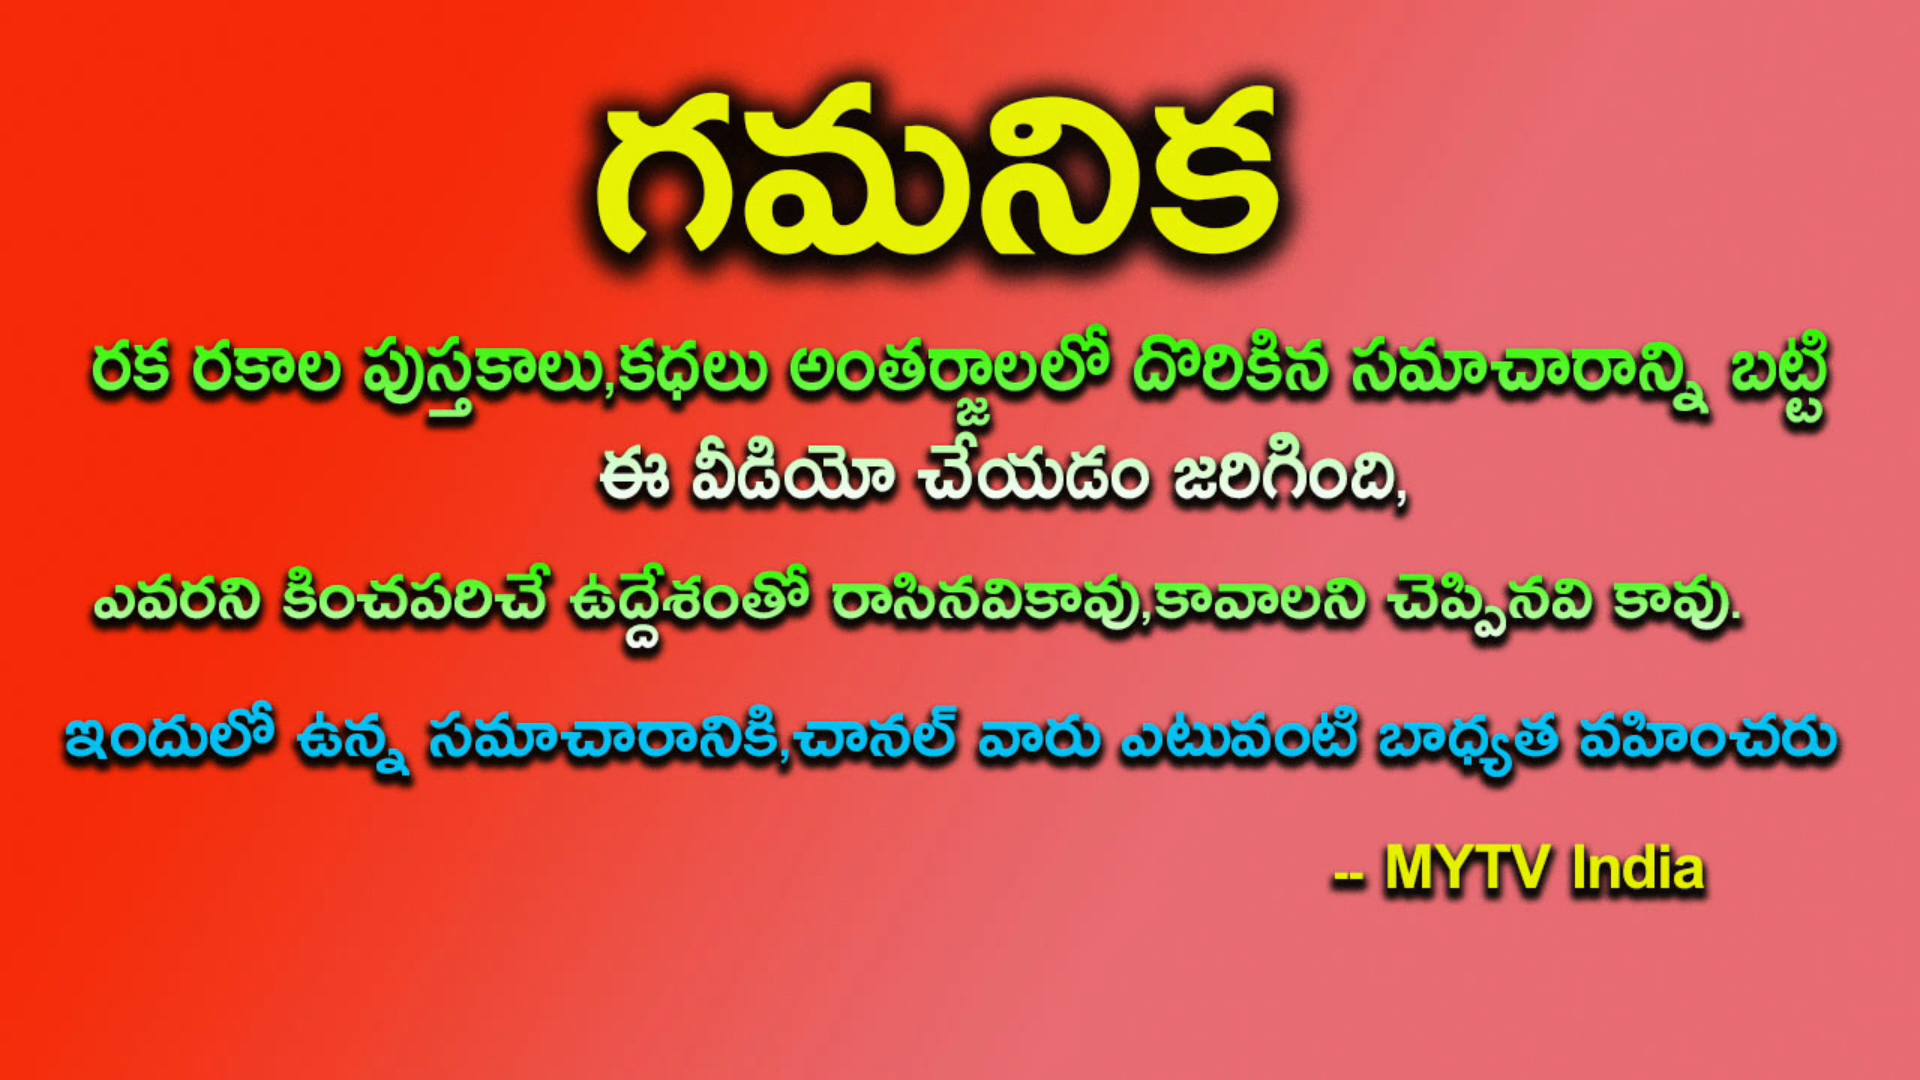 గమనిక
రక రకాల పుస్తకాలు,కధలు అంతర్జాలలో దొరికిన సమాచారాన్ని బట్టి
ఈ వీడియో చేయడం జరిగింది,
ఎవరని కించపరిచే ఉద్దేశంతో రాసినవికావు,కావాలని చెప్పినవి కావు.
ఇందులో ఉన్న సమాచారానికి,చానల్ వారు ఎటువంటి బాధ్యత వహించరు
-- MYTV India